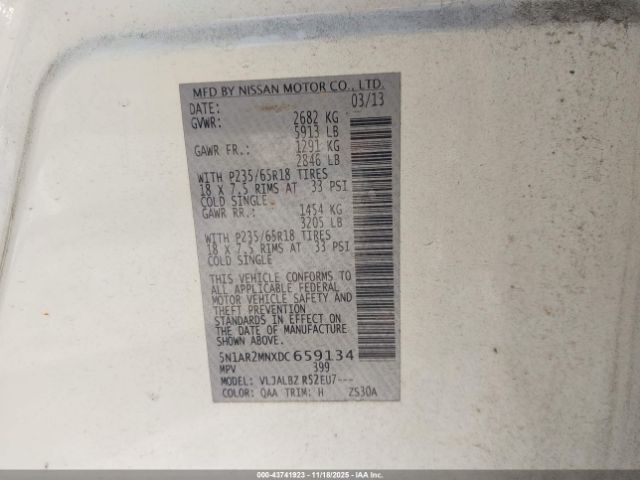 MFD BY NISSAN MOTOR CO., LTD.
DATE: 03/13
GVWR: 2682 KG
5913 LB
GAWR FR.: 1291 KG
2846 LB
WITH P235/65R18 TIRES
18 X 7.5 RIMS AT 33 PSI
COLD SINGLE
GAWR RR.: 1454 KG
3205 LB
WITH P235/65R18 TIRES
18 X 7.5 RIMS AT 33 PSI
COLD SINGLE
THIS VEHICLE CONFORMS TO
ALL APPLICABLE FEDERAL
MOTOR VEHICLE SAFETY AND
THEFT PREVENTION
STANDARDS IN EFFECT ON
THE DATE OF MANUFACTURE
SHOWN ABOVE.
5N1AR2MNXDC659134
MPV 399
MODEL: VLJALBZ R52EU7---
COLOR: QAA TRIM: H ZS30A
000-43741923 | 11/18/2025 - IAA